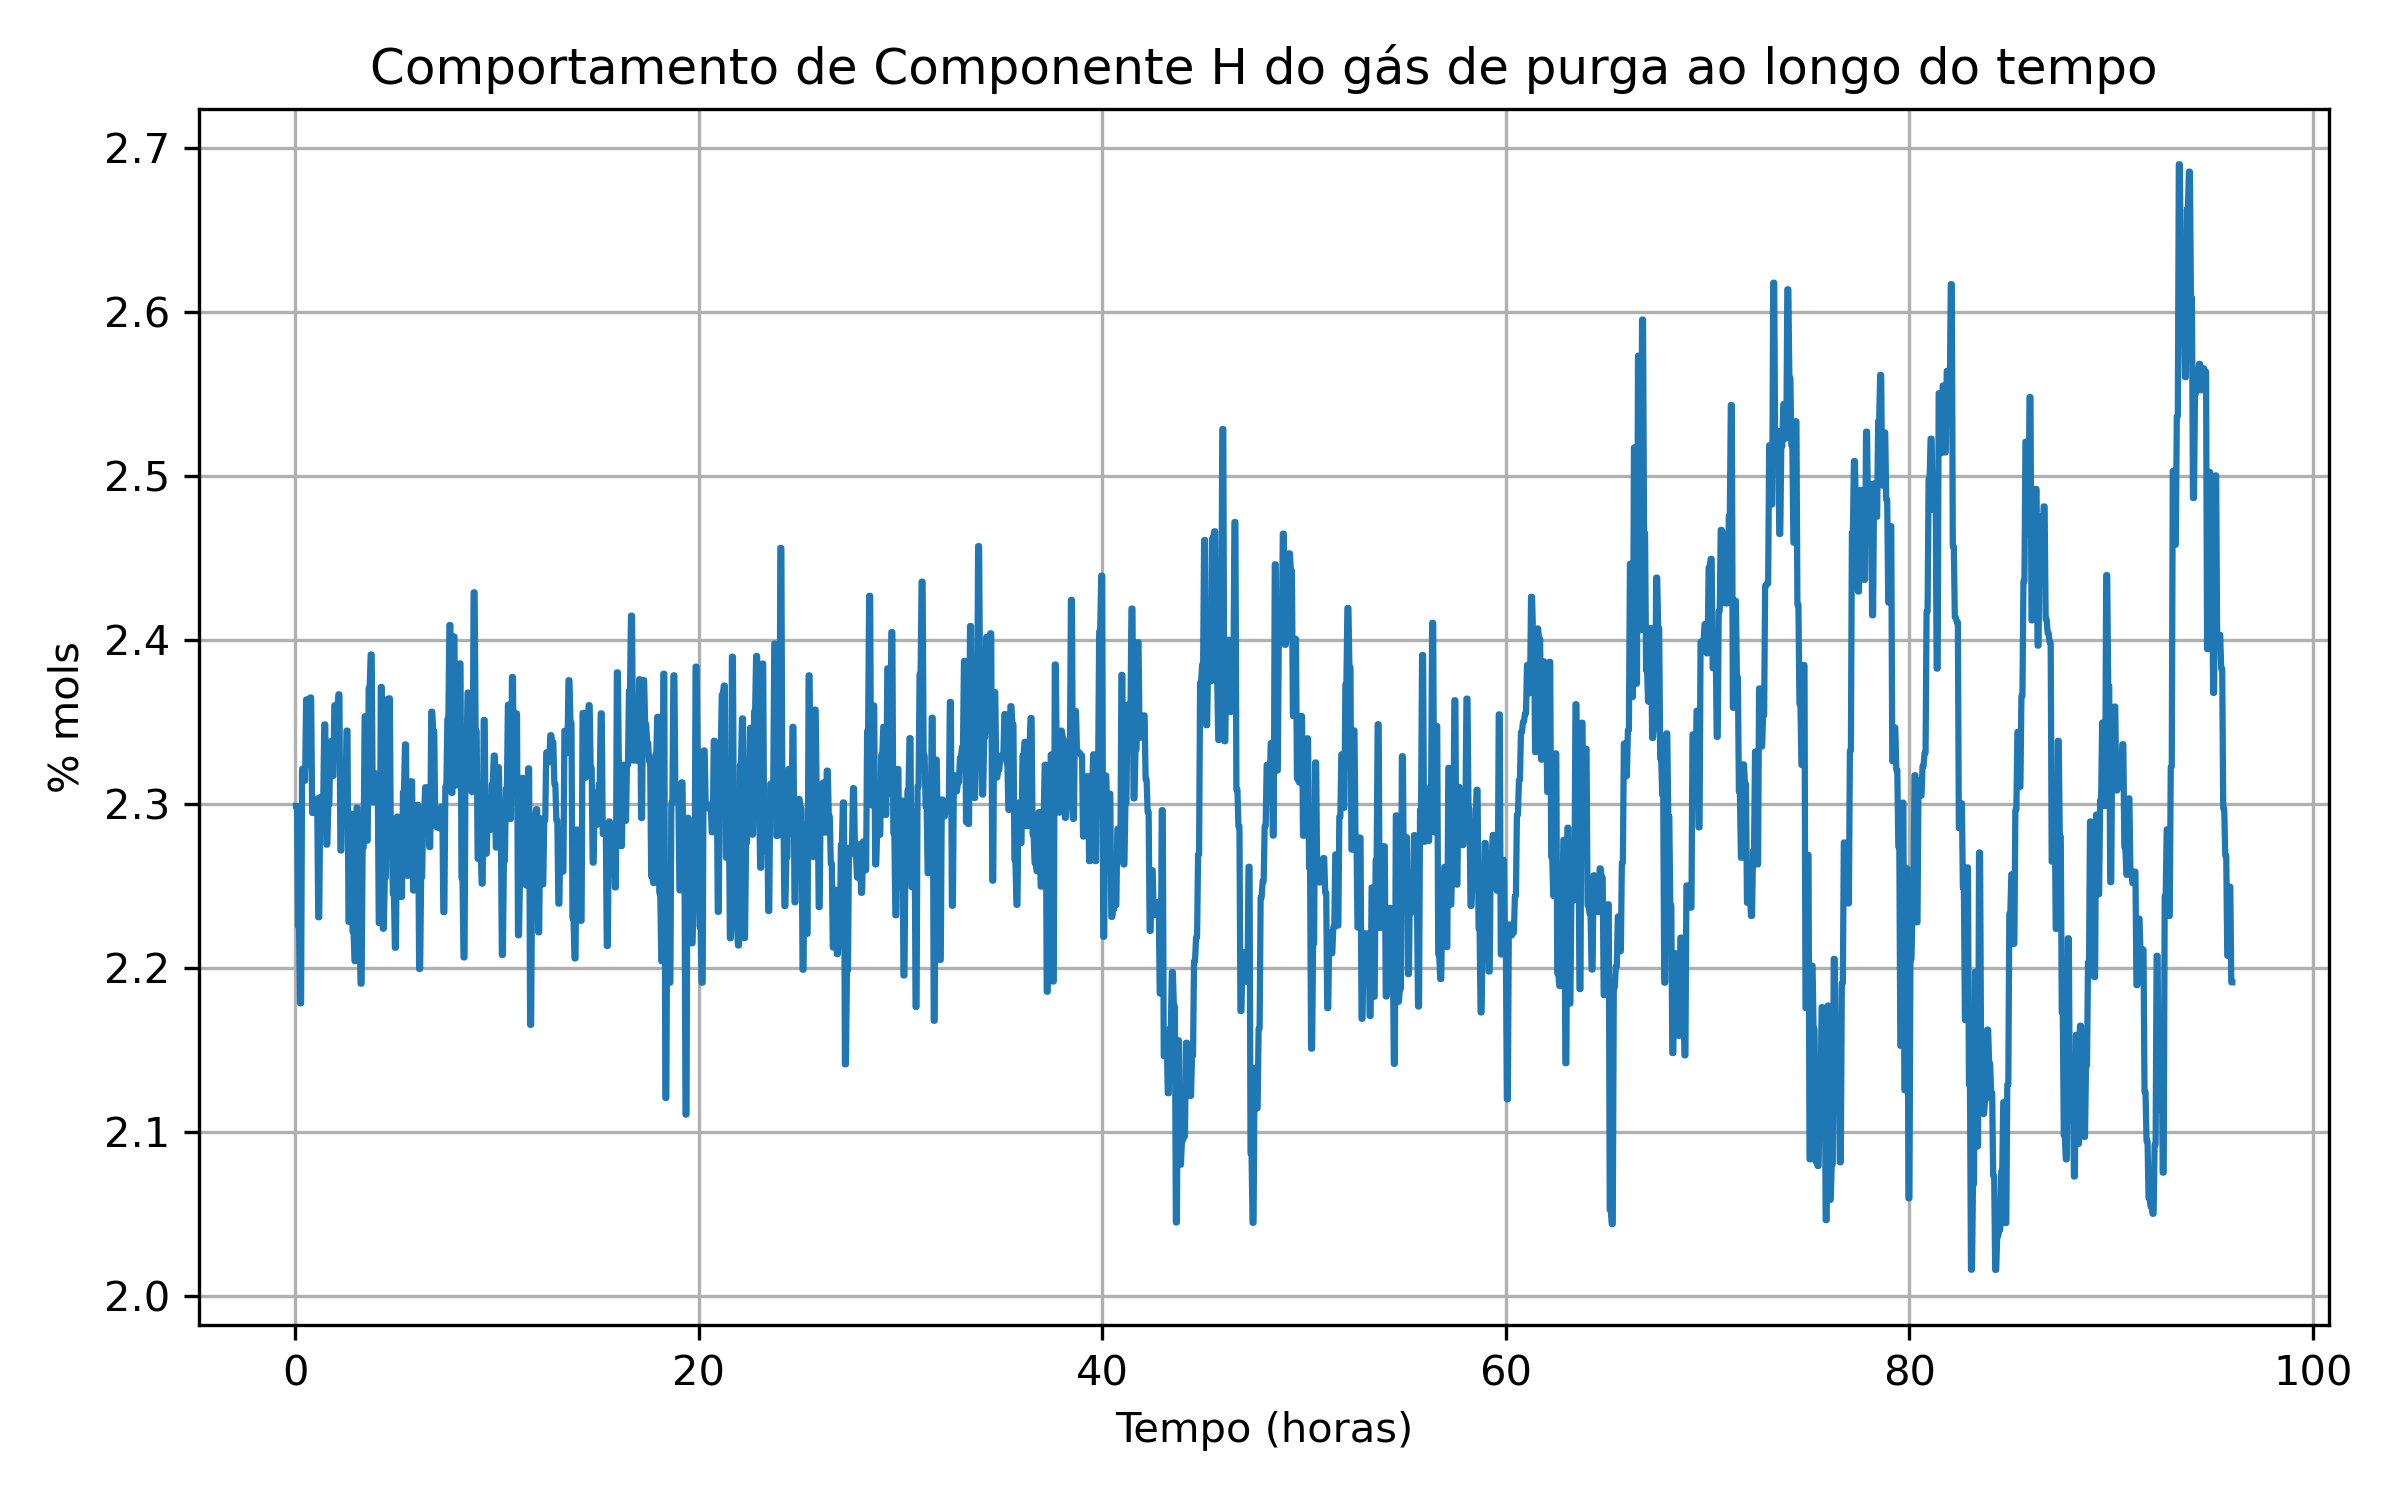 Comportamento de Componente H do gás de purga ao longo do tempo
% mols
2.7
2.6
2.5
2.4
2.3
2.2
2.1
2.0
0 20 40 60 80 100
Tempo (horas)